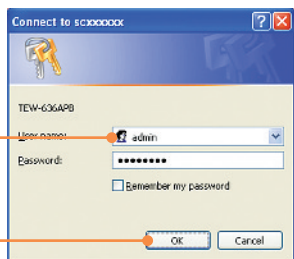 Connect to scxxxxxx
TEW-636APB
User name:
admin
Password:
••••••••
Remember my password
OK
Cancel